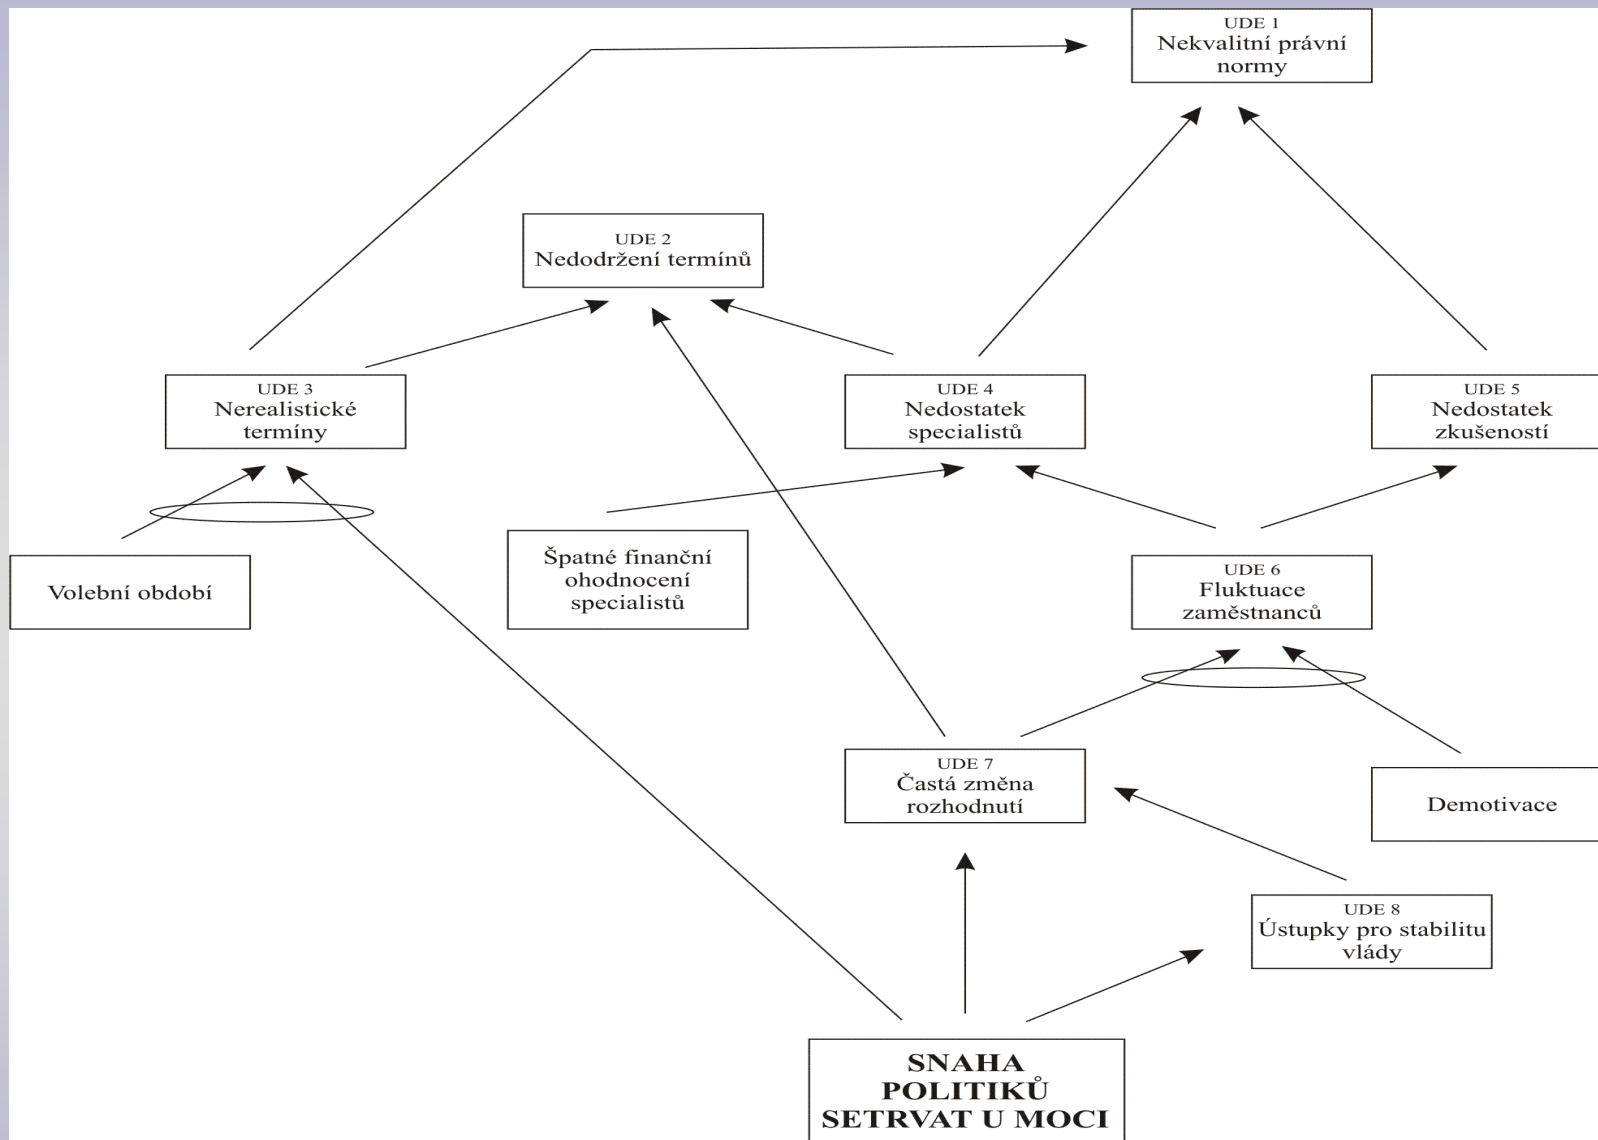 UDE 1
Nekvalitní právní
normy
UDE 2
Nedodržení termínů
UDE 3
Nerealistické
termíny
UDE 4
Nedostatek
specialistů
UDE 5
Nedostatek
zkušeností
Volební období
Špatné finanční
ohodnocení
specialistů
UDE 6
Fluktuace
zaměstnanců
UDE 7
Častá změna
rozhodnutí
Demotivace
UDE 8
Ústupky pro stabilitu
vlády
SNAHA
POLITIKŮ
SETRVAT U MOCI